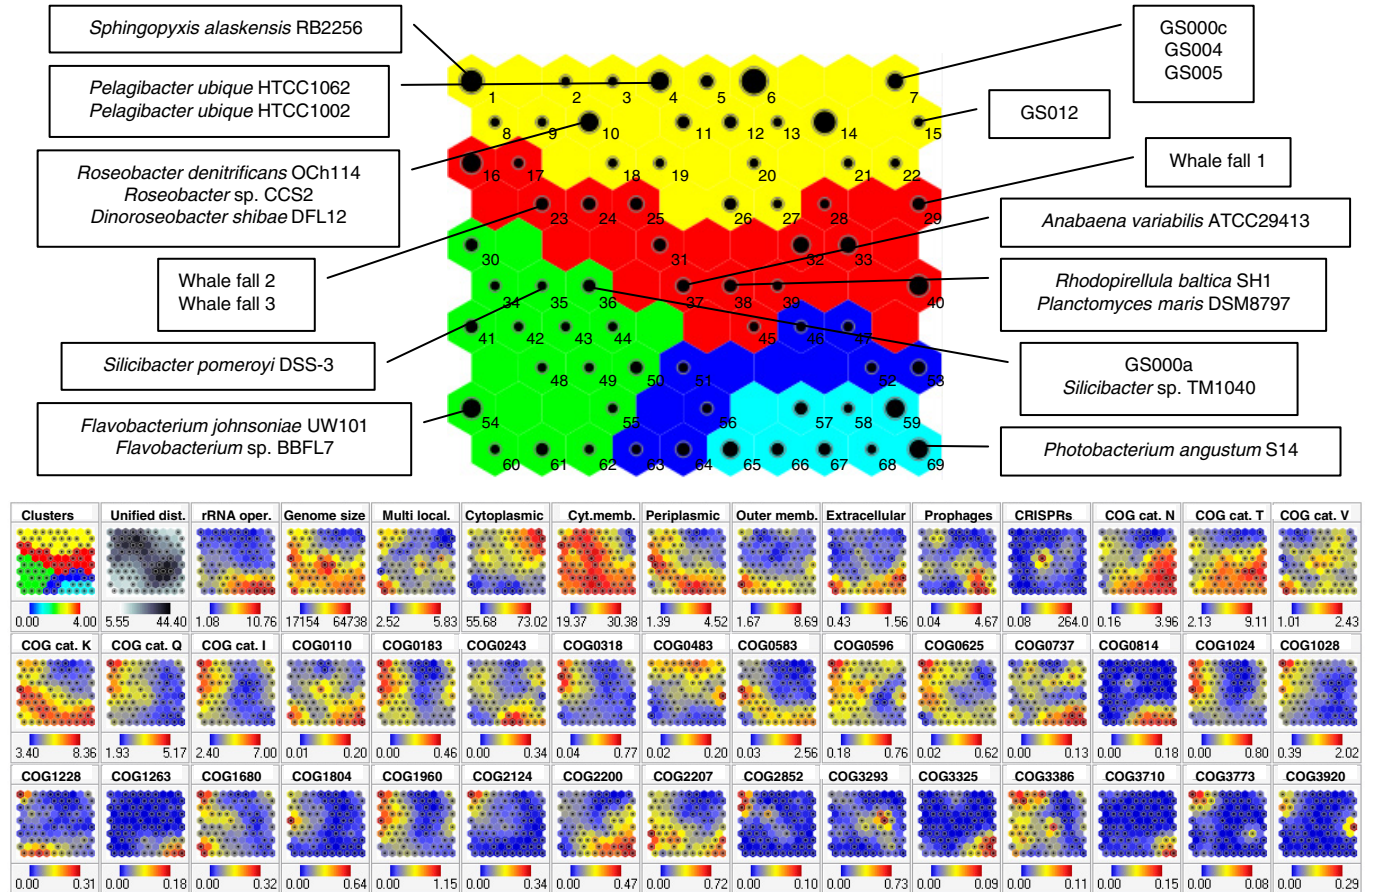 Sphingopyxis alaskensis RB2256
Pelagibacter ubique HTCC1062
Pelagibacter ubique HTCC1002
Roseobacter denitrificans OCh114
Roseobacter sp. CCS2
Dinoroseobacter shibae DFL12
Whale fall 2
Whale fall 3
Silicibacter pomeroyi DSS-3
Flavobacterium johnsoniae UW101
Flavobacterium sp. BBFL7
GS000c
GS004
GS005
GS012
Whale fall 1
Anabaena variabilis ATCC29413
Rhodopirellula baltica SH1
Planctomyces maris DSM8797
GS000a
Silicibacter sp. TM1040
Photobacterium angustum S14
1 2 3 4 5 6 7
8 9 10 11 12 13 14 15
16 17 18 19 20 21 22
23 24 25 26 27 28 29
30 31 32 33
34 35 36 37 38 39 40
41 42 43 44 45 46 47
48 49 50 51 52 53
54 55 56 57 58 59
60 61 62 63 64 65 66 67 68 69
Clusters Unified dist. rRNA oper. Genome size Multi local. Cytoplasmic Cyt.memb. Periplasmic Outer memb. Extracellular Prophages CRISPRs COG cat. N COG cat. T COG cat. V
0.00 4.00 5.55 44.40 1.08 10.76 17154 64738 2.52 5.83 55.68 73.02 19.37 30.38 1.39 4.52 1.67 8.69 0.43 1.56 0.04 4.67 0.08 264.0 0.16 3.96 2.13 9.11 1.01 2.43
COG cat. K COG cat. Q COG cat. I COG0110 COG0183 COG0243 COG0318 COG0483 COG0583 COG0596 COG0625 COG0737 COG0814 COG1024 COG1028
3.40 8.36 1.93 5.17 2.40 7.00 0.01 0.20 0.00 0.46 0.00 0.34 0.04 0.77 0.02 0.20 0.03 2.56 0.18 0.76 0.02 0.62 0.00 0.13 0.00 0.18 0.00 0.80 0.39 2.02
COG1228 COG1263 COG1680 COG1804 COG1960 COG2124 COG2200 COG2207 COG2852 COG3293 COG3325 COG3386 COG3710 COG3773 COG3920
0.00 0.31 0.00 0.18 0.00 0.32 0.00 0.64 0.00 1.15 0.00 0.34 0.00 0.47 0.00 0.72 0.00 0.10 0.00 0.73 0.00 0.09 0.00 0.11 0.00 0.15 0.00 0.08 0.00 0.29